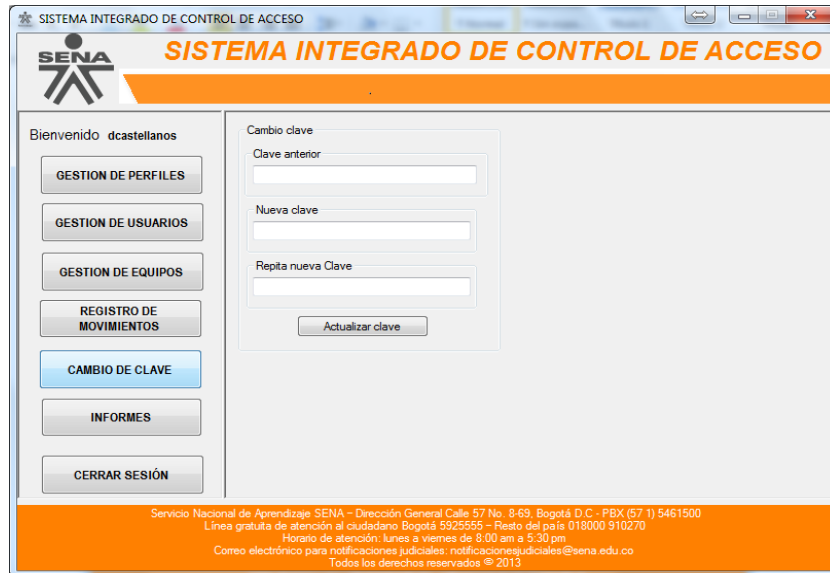 SISTEMA INTEGRADO DE CONTROL DE ACCESO
SENA
SISTEMA INTEGRADO DE CONTROL DE ACCESO
.
Bienvenido dcastellanos
GESTION DE PERFILES
GESTION DE USUARIOS
GESTION DE EQUIPOS
REGISTRO DE
MOVIMIENTOS
CAMBIO DE CLAVE
INFORMES
CERRAR SESIÓN
Cambio clave
Clave anterior
Nueva clave
Repita nueva Clave
Actualizar clave
Servicio Nacional de Aprendizaje SENA – Dirección General Calle 57 No. 8-69, Bogotá D.C - PBX (57 1) 5461500
Línea gratuita de atención al ciudadano Bogotá 5925555 – Resto del país 018000 910270
Horario de atención: lunes a viernes de 8:00 am a 5:30 pm
Correo electrónico para notificaciones judiciales: notificacionesjudiciales@sena.edu.co
Todos los derechos reservados © 2013